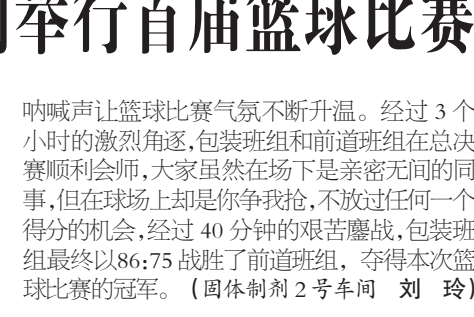 举行首届篮球比赛
呐喊声让篮球比赛气氛不断升温。经过 3 个
小时的激烈角逐,包装班组和前道班组在总决
赛顺利会师,大家虽然在场下是亲密无间的同
事,但在球场上却是你争我抢,不放过任何一个
得分的机会,经过 40 分钟的艰苦鏖战,包装班
组最终以86:75 战胜了前道班组，夺得本次篮
球比赛的冠军。（固体制剂 2 号车间 刘 玲）